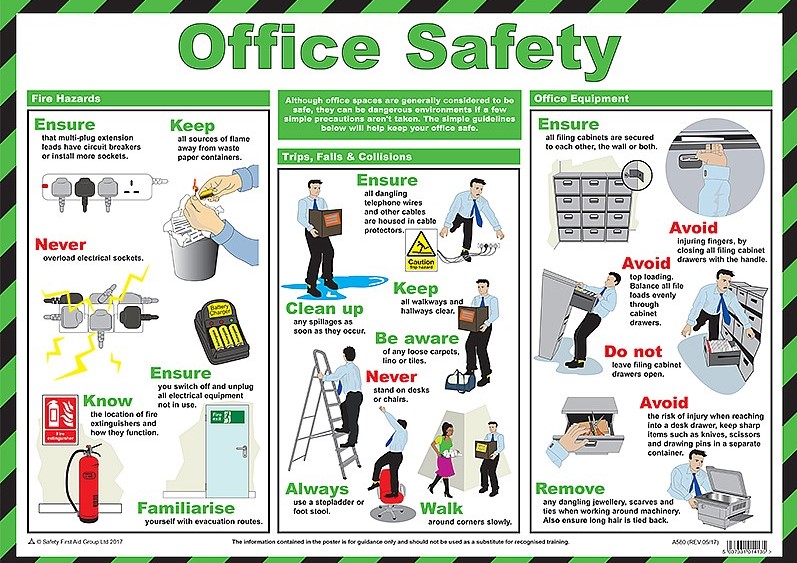 Office Safety
Fire Hazards
Ensure
that multi-plug extension
leads have circuit breakers
or install more sockets.
Keep
all sources of flame
away from waste
paper containers.
Never
overload electrical sockets.
Battery
Charger
Ensure
you switch off and unplug
all electrical equipment
not in use.
Know
the location of fire
extinguishers and
how they function.
Fire
extinguisher
Fire
exit
Familiarise
yourself with evacuation routes.
Although office spaces are generally considered to be
safe, they can be dangerous environments if a few
simple precautions aren't taken. The simple guidelines
below will help keep your office safe.
Trips, Falls & Collisions
Ensure
all dangling
telephone wires
and other cables
are housed in cable
protectors.
Caution
trip hazard
Clean up
any spillages as
soon as they occur.
Keep
all walkways and
hallways clear.
Be aware
of any loose carpets,
lino or tiles.
Never
stand on desks
or chairs.
Always
use a stepladder or
foot stool.
Walk
around corners slowly.
Office Equipment
Ensure
all filing cabinets are secured
to each other, the wall or both.
Avoid
injuring fingers, by
closing all filing cabinet
drawers with the handle.
Avoid
top loading.
Balance all file
loads evenly
through
cabinet
drawers.
Do not
leave filing cabinet
drawers open.
Avoid
the risk of injury when reaching
into a desk drawer, keep sharp
items such as knives, scissors
and drawing pins in a separate
container.
Remove
any dangling jewellery, scarves and
ties when working around machinery.
Also ensure long hair is tied back.
© Safety First Aid Group Ltd 2017
The information contained in the poster is for guidance only and should not be used as a substitute for recognised training.
A580 (REV 05/17)
5 037331 014135 >